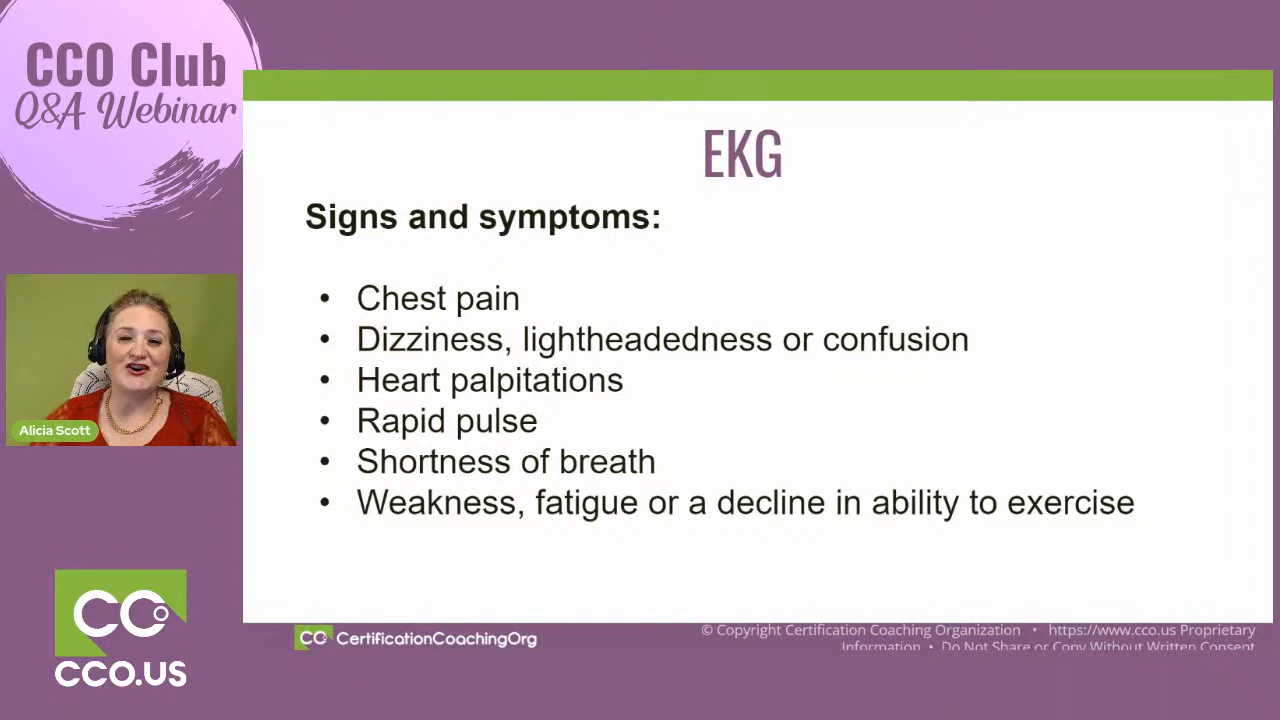 CCO Club
Q&A Webinar
EKG
Signs and symptoms:
• Chest pain
• Dizziness, lightheadedness or confusion
• Heart palpitations
• Rapid pulse
• Shortness of breath
• Weakness, fatigue or a decline in ability to exercise
Alicia Scott
CCO
CCO.US
CCO CertificationCoachingOrg
© Copyright Certification Coaching Organization • https://www.cco.us Proprietary
Information • Do Not Share or Copy Without Written Consent